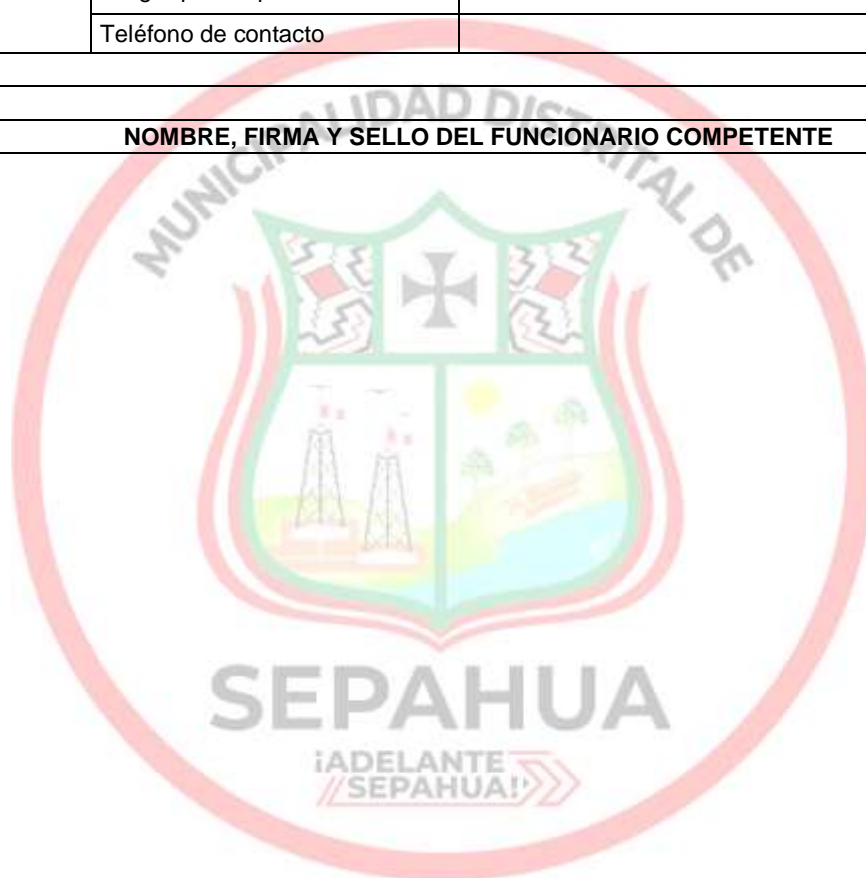 Teléfono de contacto
NOMBRE, FIRMA Y SELLO DEL FUNCIONARIO COMPETENTE
MUNICIPALIDAD DISTRITAL DE
SEPAHUA
¡ADELANTE
SEPAHUA!